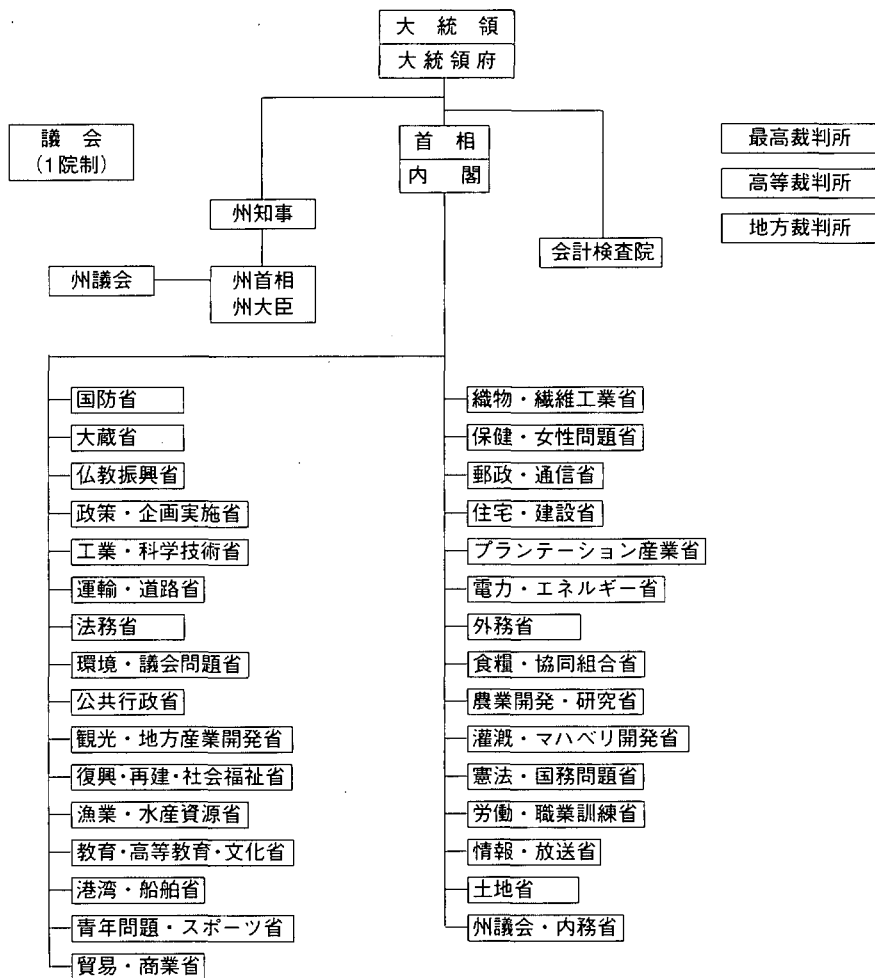 大統領
大統領府
議会
(1院制)
首相
内閣
最高裁判所
高等裁判所
地方裁判所
州知事
会計検査院
州議会
州首相
州大臣
国防省
大蔵省
仏教振興省
政策・企画実施省
工業・科学技術省
運輸・道路省
法務省
環境・議会問題省
公共行政省
観光・地方産業開発省
復興・再建・社会福祉省
漁業・水産資源省
教育・高等教育・文化省
港湾・船舶省
青年問題・スポーツ省
貿易・商業省
織物・繊維工業省
保健・女性問題省
郵政・通信省
住宅・建設省
プランテーション産業省
電力・エネルギー省
外務省
食糧・協同組合省
農業開発・研究省
灌漑・マハベリ開発省
憲法・国務問題省
労働・職業訓練省
情報・放送省
土地省
州議会・内務省